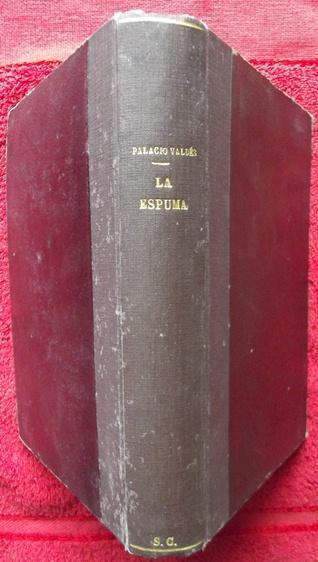 PALACIO VALDÉS
LA
ESPUMA
S. C.